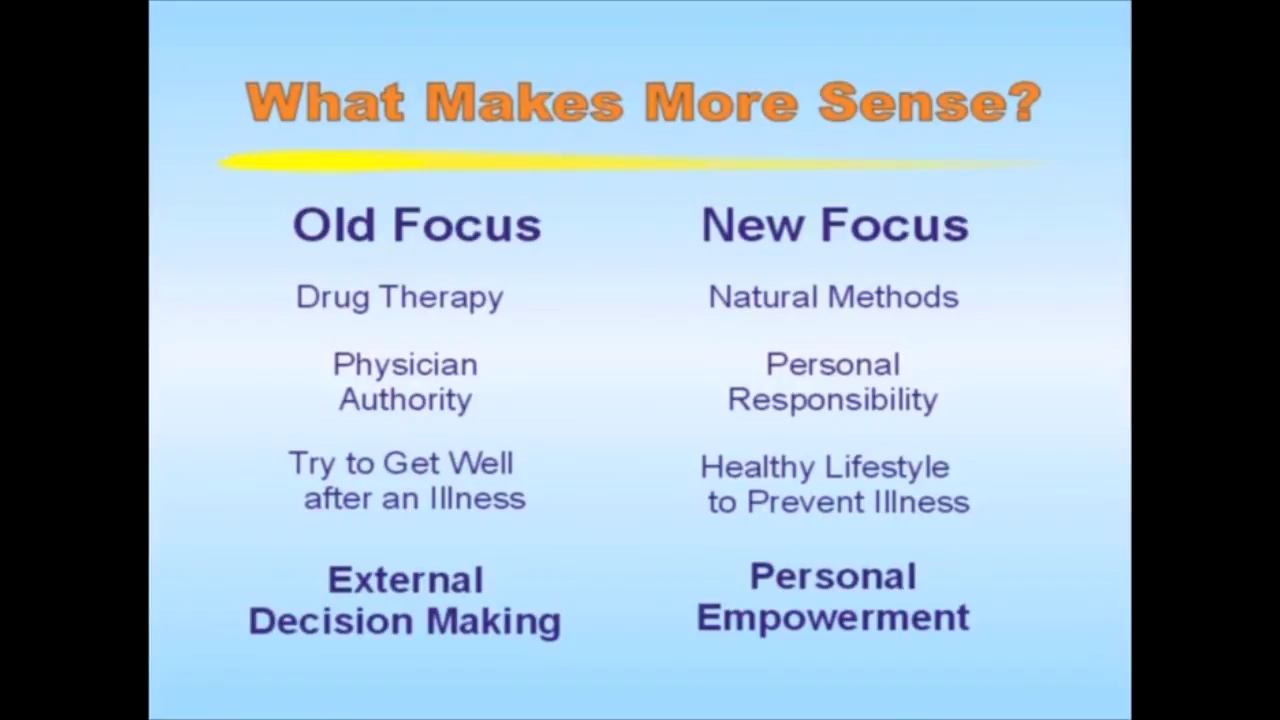 What Makes More Sense?
Old Focus
Drug Therapy
Physician
Authority
Try to Get Well
after an Illness
External
Decision Making
New Focus
Natural Methods
Personal
Responsibility
Healthy Lifestyle
to Prevent Illness
Personal
Empowerment